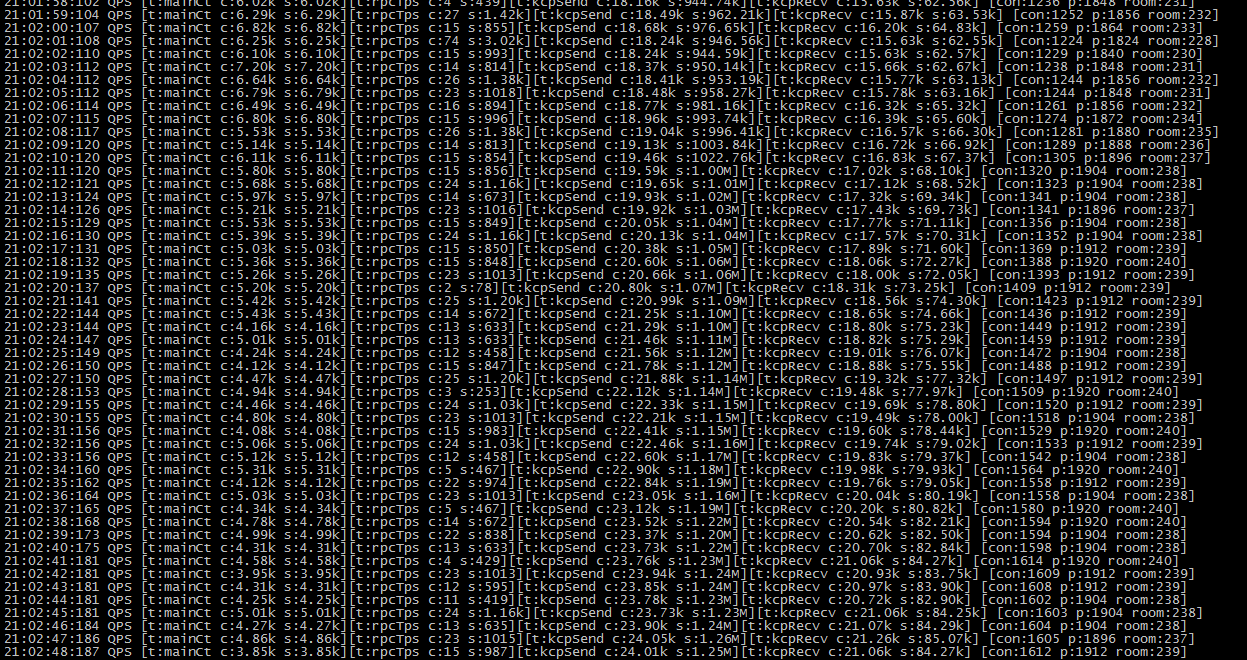 21:01:58:102 QPS [t:mainCt c:6.02k s:6.02k][t:rpcTps c:4 s:439][t:kcpSend c:18.16k s:944.74k][t:kcpRecv c:15.63k s:62.56k] [con:1236 p:1848 room:231]
21:01:59:104 QPS [t:mainCt c:6.29k s:6.29k][t:rpcTps c:27 s:1.42k][t:kcpSend c:18.49k s:962.21k][t:kcpRecv c:15.87k s:63.53k] [con:1252 p:1856 room:232]
21:02:00:107 QPS [t:mainCt c:6.82k s:6.82k][t:rpcTps c:15 s:855][t:kcpSend c:18.68k s:976.65k][t:kcpRecv c:16.20k s:64.83k] [con:1259 p:1864 room:233]
21:02:01:108 QPS [t:mainCt c:6.25k s:6.25k][t:rpcTps c:74 s:3.02k][t:kcpSend c:18.24k s:946.56k][t:kcpRecv c:15.63k s:62.55k] [con:1224 p:1824 room:228]
21:02:02:110 QPS [t:mainCt c:6.10k s:6.10k][t:rpcTps c:15 s:993][t:kcpSend c:18.24k s:944.59k][t:kcpRecv c:15.63k s:62.57k] [con:1229 p:1840 room:230]
21:02:03:112 QPS [t:mainCt c:7.20k s:7.20k][t:rpcTps c:14 s:814][t:kcpSend c:18.37k s:950.14k][t:kcpRecv c:15.66k s:62.67k] [con:1238 p:1848 room:231]
21:02:04:112 QPS [t:mainCt c:6.64k s:6.64k][t:rpcTps c:26 s:1.38k][t:kcpSend c:18.41k s:953.19k][t:kcpRecv c:15.77k s:63.13k] [con:1244 p:1856 room:232]
21:02:05:112 QPS [t:mainCt c:6.79k s:6.79k][t:rpcTps c:23 s:1018][t:kcpSend c:18.48k s:958.27k][t:kcpRecv c:15.78k s:63.16k] [con:1244 p:1848 room:231]
21:02:06:114 QPS [t:mainCt c:6.49k s:6.49k][t:rpcTps c:16 s:894][t:kcpSend c:18.77k s:981.16k][t:kcpRecv c:16.32k s:65.32k] [con:1261 p:1856 room:232]
21:02:07:115 QPS [t:mainCt c:6.80k s:6.80k][t:rpcTps c:15 s:996][t:kcpSend c:18.96k s:993.74k][t:kcpRecv c:16.39k s:65.60k] [con:1274 p:1872 room:234]
21:02:08:117 QPS [t:mainCt c:5.53k s:5.53k][t:rpcTps c:26 s:1.38k][t:kcpSend c:19.04k s:996.41k][t:kcpRecv c:16.57k s:66.30k] [con:1281 p:1880 room:235]
21:02:09:120 QPS [t:mainCt c:5.14k s:5.14k][t:rpcTps c:14 s:813][t:kcpSend c:19.13k s:1003.84k][t:kcpRecv c:16.72k s:66.92k] [con:1289 p:1888 room:236]
21:02:10:120 QPS [t:mainCt c:6.11k s:6.11k][t:rpcTps c:15 s:854][t:kcpSend c:19.46k s:1022.76k][t:kcpRecv c:16.83k s:67.37k] [con:1305 p:1896 room:237]
21:02:11:120 QPS [t:mainCt c:5.80k s:5.80k][t:rpcTps c:15 s:856][t:kcpSend c:19.59k s:1.00M][t:kcpRecv c:17.02k s:68.10k] [con:1320 p:1904 room:238]
21:02:12:121 QPS [t:mainCt c:5.68k s:5.68k][t:rpcTps c:24 s:1.16k][t:kcpSend c:19.65k s:1.01M][t:kcpRecv c:17.12k s:68.52k] [con:1323 p:1904 room:238]
21:02:13:124 QPS [t:mainCt c:5.97k s:5.97k][t:rpcTps c:14 s:673][t:kcpSend c:19.93k s:1.02M][t:kcpRecv c:17.32k s:69.34k] [con:1341 p:1904 room:238]
21:02:14:126 QPS [t:mainCt c:5.21k s:5.21k][t:rpcTps c:23 s:1016][t:kcpSend c:19.92k s:1.03M][t:kcpRecv c:17.43k s:69.73k] [con:1341 p:1896 room:237]
21:02:15:129 QPS [t:mainCt c:5.53k s:5.53k][t:rpcTps c:15 s:849][t:kcpSend c:20.05k s:1.04M][t:kcpRecv c:17.77k s:71.11k] [con:1356 p:1904 room:238]
21:02:16:130 QPS [t:mainCt c:5.39k s:5.39k][t:rpcTps c:24 s:1.16k][t:kcpSend c:20.13k s:1.04M][t:kcpRecv c:17.57k s:70.31k] [con:1352 p:1904 room:238]
21:02:17:131 QPS [t:mainCt c:5.03k s:5.03k][t:rpcTps c:15 s:850][t:kcpSend c:20.38k s:1.05M][t:kcpRecv c:17.89k s:71.60k] [con:1369 p:1912 room:239]
21:02:18:132 QPS [t:mainCt c:5.36k s:5.36k][t:rpcTps c:15 s:848][t:kcpSend c:20.60k s:1.06M][t:kcpRecv c:18.06k s:72.27k] [con:1388 p:1920 room:240]
21:02:19:135 QPS [t:mainCt c:5.26k s:5.26k][t:rpcTps c:23 s:1013][t:kcpSend c:20.66k s:1.06M][t:kcpRecv c:18.00k s:72.05k] [con:1393 p:1912 room:239]
21:02:20:137 QPS [t:mainCt c:5.20k s:5.20k][t:rpcTps c:2 s:78][t:kcpSend c:20.80k s:1.07M][t:kcpRecv c:18.31k s:73.25k] [con:1409 p:1912 room:239]
21:02:21:141 QPS [t:mainCt c:5.42k s:5.42k][t:rpcTps c:25 s:1.20k][t:kcpSend c:20.99k s:1.09M][t:kcpRecv c:18.56k s:74.30k] [con:1423 p:1912 room:239]
21:02:22:144 QPS [t:mainCt c:5.43k s:5.43k][t:rpcTps c:14 s:672][t:kcpSend c:21.25k s:1.10M][t:kcpRecv c:18.65k s:74.66k] [con:1436 p:1912 room:239]
21:02:23:144 QPS [t:mainCt c:4.16k s:4.16k][t:rpcTps c:13 s:633][t:kcpSend c:21.29k s:1.10M][t:kcpRecv c:18.80k s:75.23k] [con:1449 p:1912 room:239]
21:02:24:147 QPS [t:mainCt c:5.01k s:5.01k][t:rpcTps c:13 s:633][t:kcpSend c:21.46k s:1.11M][t:kcpRecv c:18.82k s:75.29k] [con:1459 p:1912 room:239]
21:02:25:149 QPS [t:mainCt c:4.24k s:4.24k][t:rpcTps c:12 s:458][t:kcpSend c:21.56k s:1.12M][t:kcpRecv c:19.01k s:76.07k] [con:1472 p:1904 room:238]
21:02:26:150 QPS [t:mainCt c:4.12k s:4.12k][t:rpcTps c:15 s:847][t:kcpSend c:21.78k s:1.12M][t:kcpRecv c:18.88k s:75.55k] [con:1488 p:1912 room:239]
21:02:27:150 QPS [t:mainCt c:4.47k s:4.47k][t:rpcTps c:25 s:1.20k][t:kcpSend c:21.88k s:1.14M][t:kcpRecv c:19.32k s:77.32k] [con:1497 p:1912 room:239]
21:02:28:153 QPS [t:mainCt c:4.94k s:4.94k][t:rpcTps c:3 s:253][t:kcpSend c:22.12k s:1.14M][t:kcpRecv c:19.48k s:77.97k] [con:1509 p:1920 room:240]
21:02:29:155 QPS [t:mainCt c:4.46k s:4.46k][t:rpcTps c:24 s:1.03k][t:kcpSend c:22.33k s:1.15M][t:kcpRecv c:19.69k s:78.80k] [con:1520 p:1912 room:239]
21:02:30:155 QPS [t:mainCt c:4.80k s:4.80k][t:rpcTps c:23 s:1013][t:kcpSend c:22.21k s:1.15M][t:kcpRecv c:19.49k s:78.00k] [con:1518 p:1904 room:238]
21:02:31:156 QPS [t:mainCt c:4.08k s:4.08k][t:rpcTps c:15 s:983][t:kcpSend c:22.41k s:1.15M][t:kcpRecv c:19.60k s:78.44k] [con:1529 p:1920 room:240]
21:02:32:156 QPS [t:mainCt c:5.06k s:5.06k][t:rpcTps c:24 s:1.03k][t:kcpSend c:22.46k s:1.16M][t:kcpRecv c:19.74k s:79.02k] [con:1533 p:1912 room:239]
21:02:33:156 QPS [t:mainCt c:5.12k s:5.12k][t:rpcTps c:12 s:458][t:kcpSend c:22.60k s:1.17M][t:kcpRecv c:19.83k s:79.37k] [con:1542 p:1904 room:238]
21:02:34:160 QPS [t:mainCt c:5.31k s:5.31k][t:rpcTps c:5 s:467][t:kcpSend c:22.90k s:1.18M][t:kcpRecv c:19.98k s:79.93k] [con:1564 p:1920 room:240]
21:02:35:162 QPS [t:mainCt c:4.12k s:4.12k][t:rpcTps c:22 s:974][t:kcpSend c:22.84k s:1.19M][t:kcpRecv c:19.76k s:79.05k] [con:1558 p:1912 room:239]
21:02:36:164 QPS [t:mainCt c:5.03k s:5.03k][t:rpcTps c:23 s:1013][t:kcpSend c:23.05k s:1.16M][t:kcpRecv c:20.04k s:80.19k] [con:1558 p:1904 room:238]
21:02:37:165 QPS [t:mainCt c:4.34k s:4.34k][t:rpcTps c:5 s:467][t:kcpSend c:23.12k s:1.19M][t:kcpRecv c:20.20k s:80.82k] [con:1580 p:1920 room:240]
21:02:38:168 QPS [t:mainCt c:4.78k s:4.78k][t:rpcTps c:14 s:672][t:kcpSend c:23.52k s:1.22M][t:kcpRecv c:20.54k s:82.21k] [con:1594 p:1920 room:240]
21:02:39:173 QPS [t:mainCt c:4.99k s:4.99k][t:rpcTps c:22 s:838][t:kcpSend c:23.37k s:1.20M][t:kcpRecv c:20.62k s:82.50k] [con:1594 p:1904 room:238]
21:02:40:175 QPS [t:mainCt c:4.31k s:4.31k][t:rpcTps c:13 s:633][t:kcpSend c:23.73k s:1.22M][t:kcpRecv c:20.70k s:82.84k] [con:1598 p:1904 room:238]
21:02:41:181 QPS [t:mainCt c:4.58k s:4.58k][t:rpcTps c:4 s:429][t:kcpSend c:23.76k s:1.23M][t:kcpRecv c:21.06k s:84.27k] [con:1614 p:1920 room:240]
21:02:42:181 QPS [t:mainCt c:3.95k s:3.95k][t:rpcTps c:23 s:1013][t:kcpSend c:23.94k s:1.24M][t:kcpRecv c:20.93k s:83.75k] [con:1609 p:1912 room:239]
21:02:43:181 QPS [t:mainCt c:4.31k s:4.31k][t:rpcTps c:12 s:595][t:kcpSend c:23.85k s:1.24M][t:kcpRecv c:20.97k s:83.90k] [con:1608 p:1912 room:239]
21:02:44:181 QPS [t:mainCt c:4.25k s:4.25k][t:rpcTps c:11 s:419][t:kcpSend c:23.78k s:1.23M][t:kcpRecv c:20.72k s:82.90k] [con:1602 p:1904 room:238]
21:02:45:181 QPS [t:mainCt c:5.01k s:5.01k][t:rpcTps c:24 s:1.16k][t:kcpSend c:23.73k s:1.23M][t:kcpRecv c:21.06k s:84.25k] [con:1603 p:1904 room:238]
21:02:46:184 QPS [t:mainCt c:4.27k s:4.27k][t:rpcTps c:13 s:635][t:kcpSend c:23.90k s:1.24M][t:kcpRecv c:21.07k s:84.29k] [con:1604 p:1904 room:238]
21:02:47:186 QPS [t:mainCt c:4.86k s:4.86k][t:rpcTps c:23 s:1015][t:kcpSend c:24.05k s:1.26M][t:kcpRecv c:21.26k s:85.07k] [con:1605 p:1896 room:237]
21:02:48:187 QPS [t:mainCt c:3.85k s:3.85k][t:rpcTps c:15 s:987][t:kcpSend c:24.01k s:1.25M][t:kcpRecv c:21.06k s:84.27k] [con:1612 p:1912 room:239]